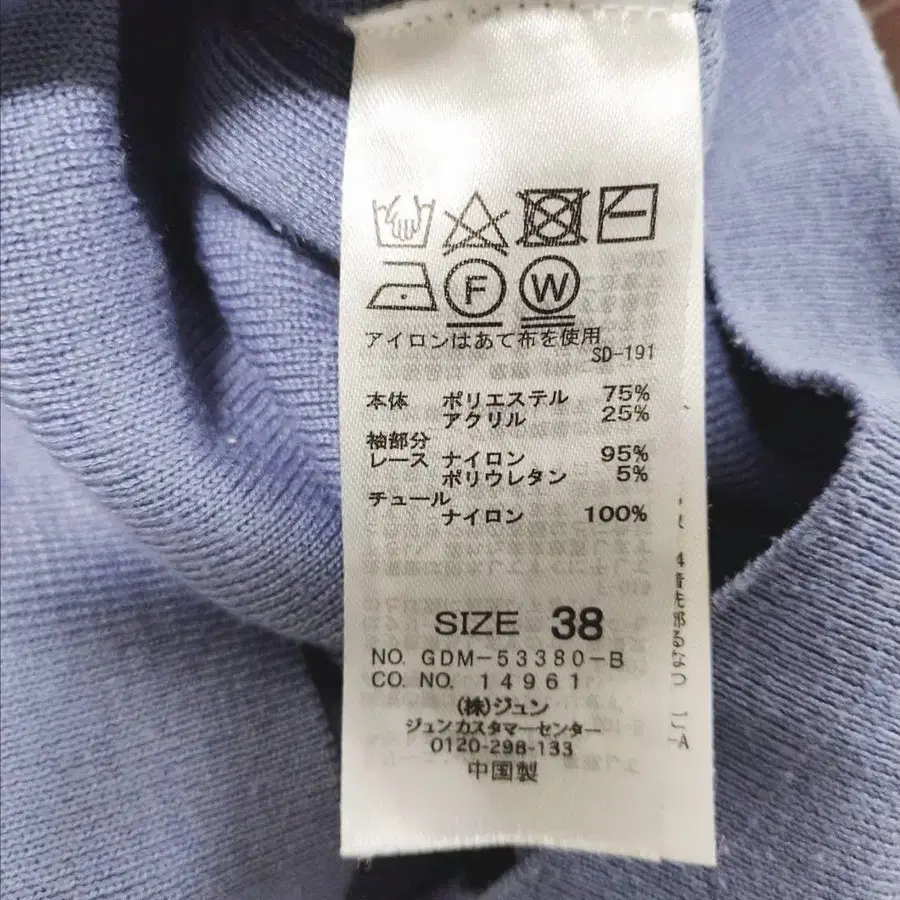 F W
アイロンはあて布を使用
SD-191
本体 ポリエステル 75%
アクリル 25%
袖部分
レース ナイロン 95%
ポリウレタン 5%
チュール
ナイロン 100%
SIZE 38
NO. GDM-53380-B
CO. NO. 14961
(株)ジュン
ジュンカスタマーセンター
0120-298-133
中国製